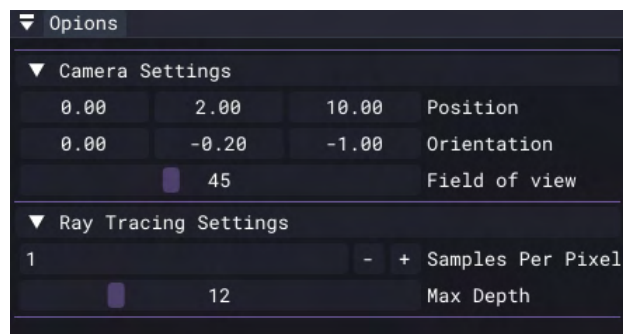 Opions
Camera Settings
0.00 2.00 10.00 Position
0.00 -0.20 -1.00 Orientation
45 Field of view
Ray Tracing Settings
1 - + Samples Per Pixel
12 Max Depth